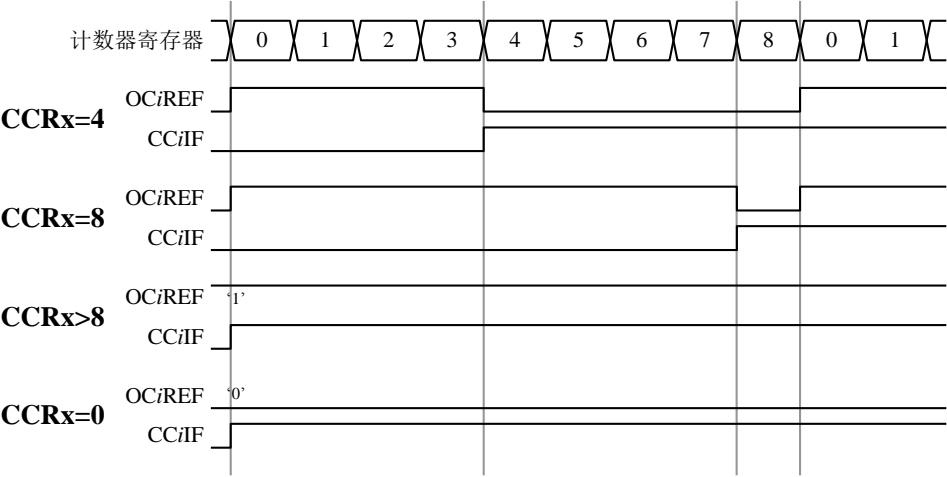 计数器寄存器 0 1 2 3 4 5 6 7 8 0 1
CCRx=4
OCiREF
CCiIF
CCRx=8
OCiREF
CCiIF
CCRx>8
OCiREF ‘1’
CCiIF
CCRx=0
OCiREF ‘0’
CCiIF